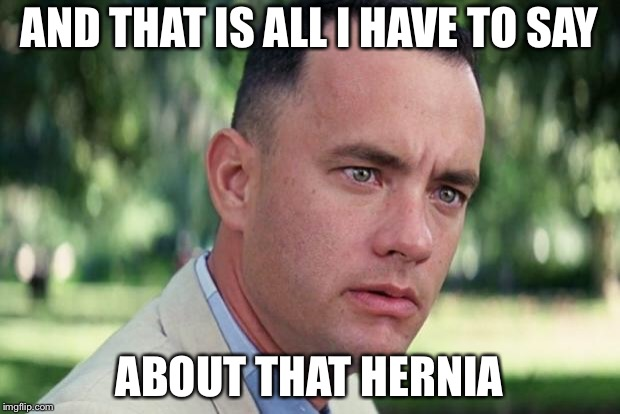 AND THAT IS ALL I HAVE TO SAY
ABOUT THAT HERNIA
imgflip.com